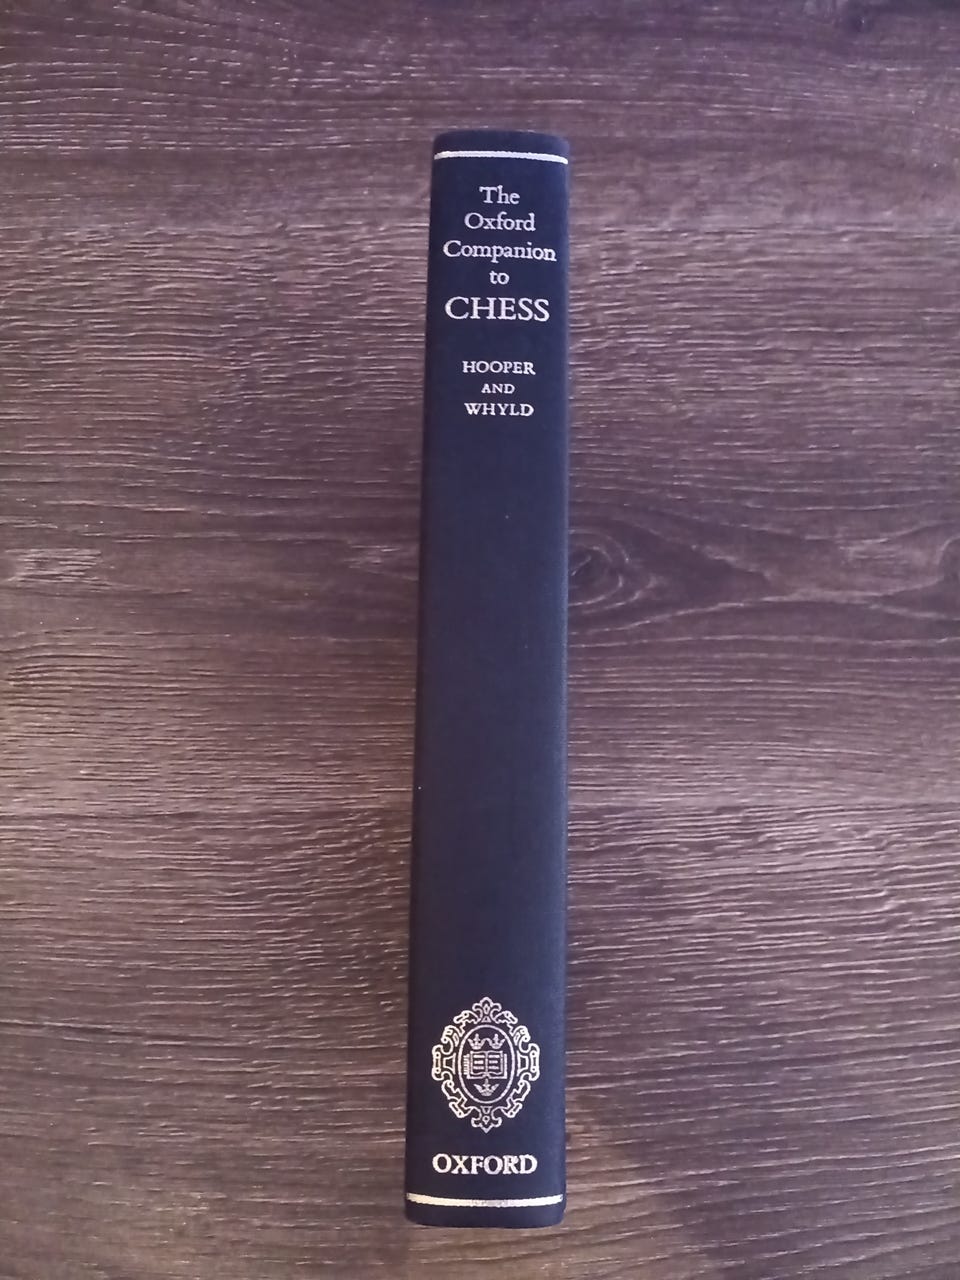 The
Oxford
Companion
to
CHESS
HOOPER
AND
WHYLD
OXFORD